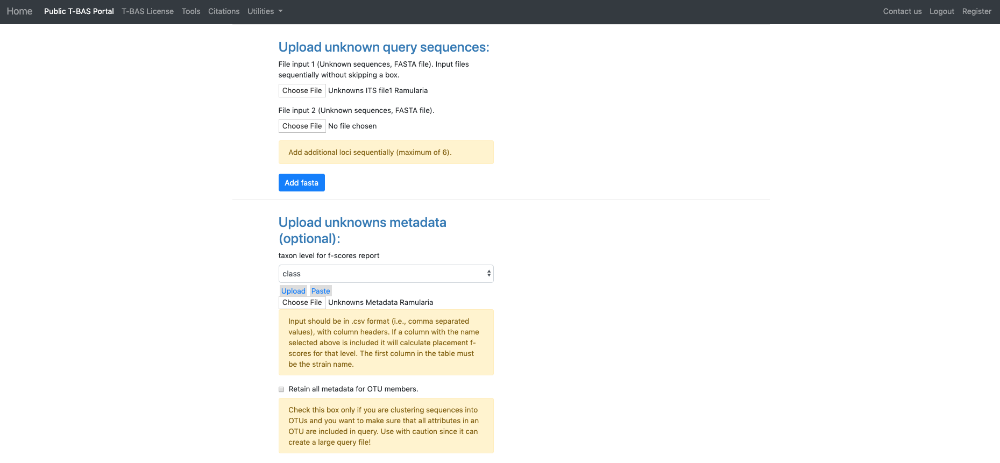 Home Public T-BAS Portal T-BAS License Tools Citations Utilities Contact us Logout Register
Upload unknown query sequences:
File input 1 (Unknown sequences, FASTA file). Input files
sequentially without skipping a box.
Choose File Unknowns ITS file1 Ramularia
File input 2 (Unknown sequences, FASTA file).
Choose File No file chosen
Add additional loci sequentially (maximum of 6).
Add fasta
Upload unknowns metadata
(optional):
taxon level for f-scores report
class
Upload Paste
Choose File Unknowns Metadata Ramularia
Input should be in .csv format (i.e., comma separated
values), with column headers. If a column with the name
selected above is included it will calculate placement f-
scores for that level. The first column in the table must
be the strain name.
Retain all metadata for OTU members.
Check this box only if you are clustering sequences into
OTUs and you want to make sure that all attributes in an
OTU are included in query. Use with caution since it can
create a large query file!